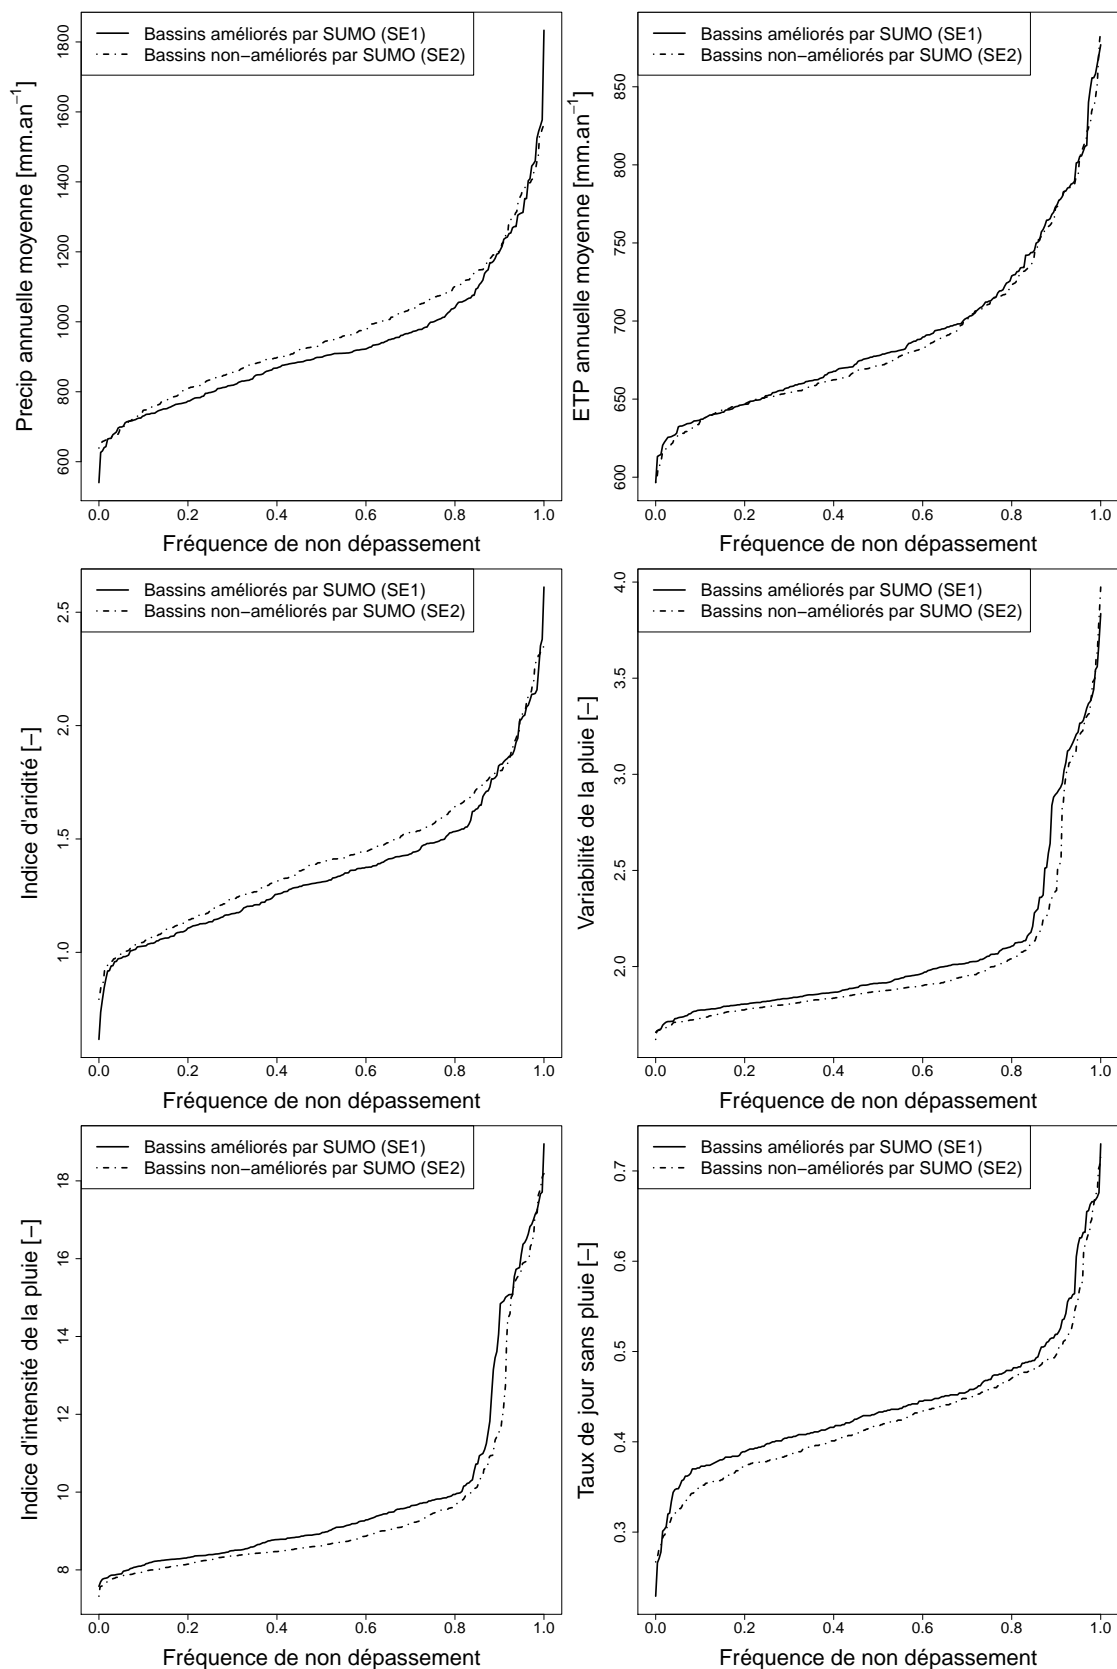 Bassins améliorés par SUMO (SE1)
Bassins non−améliorés par SUMO (SE2)
Precip annuelle moyenne [mm.an−1]
600 800 1000 1200 1400 1600 1800
0.0 0.2 0.4 0.6 0.8 1.0
Fréquence de non dépassement
Bassins améliorés par SUMO (SE1)
Bassins non−améliorés par SUMO (SE2)
ETP annuelle moyenne [mm.an−1]
600 650 700 750 800 850
0.0 0.2 0.4 0.6 0.8 1.0
Fréquence de non dépassement
Bassins améliorés par SUMO (SE1)
Bassins non−améliorés par SUMO (SE2)
Indice d'aridité [−]
1.0 1.5 2.0 2.5
0.0 0.2 0.4 0.6 0.8 1.0
Fréquence de non dépassement
Bassins améliorés par SUMO (SE1)
Bassins non−améliorés par SUMO (SE2)
Variabilité de la pluie [−]
2.0 2.5 3.0 3.5 4.0
0.0 0.2 0.4 0.6 0.8 1.0
Fréquence de non dépassement
Bassins améliorés par SUMO (SE1)
Bassins non−améliorés par SUMO (SE2)
Indice d'intensité de la pluie [−]
8 10 12 14 16 18
0.0 0.2 0.4 0.6 0.8 1.0
Fréquence de non dépassement
Bassins améliorés par SUMO (SE1)
Bassins non−améliorés par SUMO (SE2)
Taux de jour sans pluie [−]
0.3 0.4 0.5 0.6 0.7
0.0 0.2 0.4 0.6 0.8 1.0
Fréquence de non dépassement